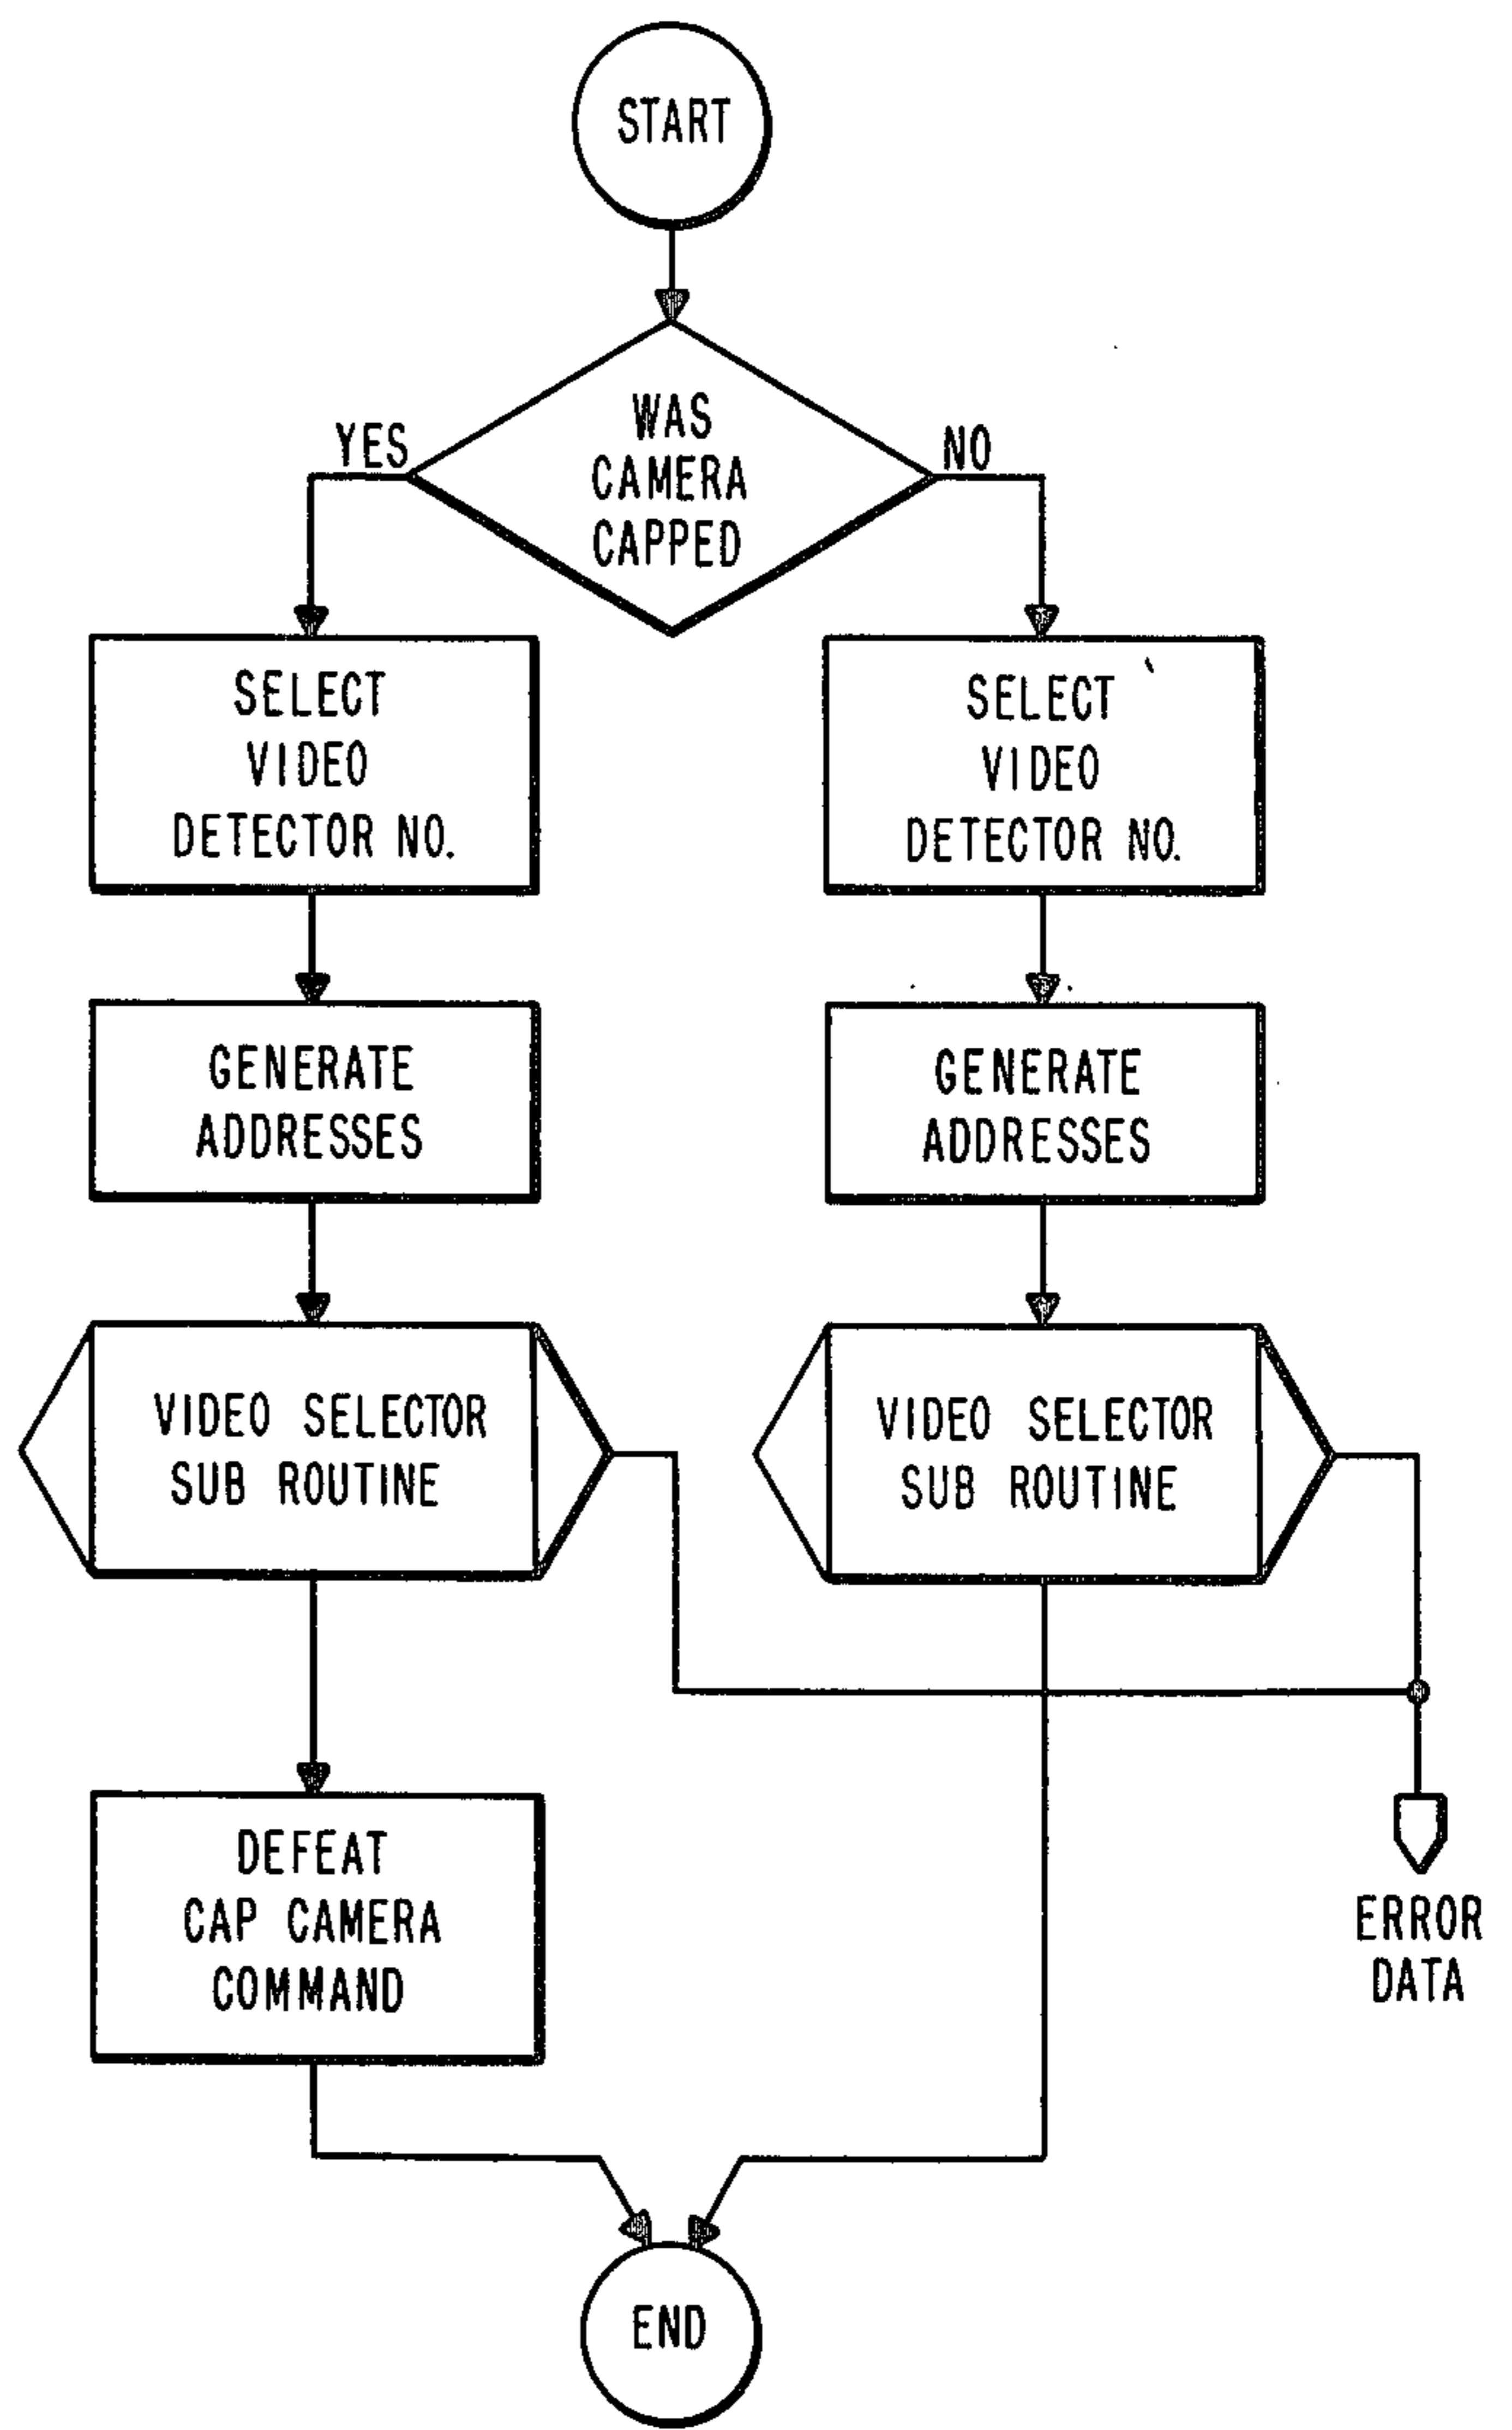 START
WAS
CAMERA
CAPPED
YES
NO
SELECT
VIDEO
DETECTOR NO.
SELECT
VIDEO
DETECTOR NO.
GENERATE
ADDRESSES
GENERATE
ADDRESSES
VIDEO SELECTOR
SUB ROUTINE
VIDEO SELECTOR
SUB ROUTINE
DEFEAT
CAP CAMERA
COMMAND
ERROR
DATA
END